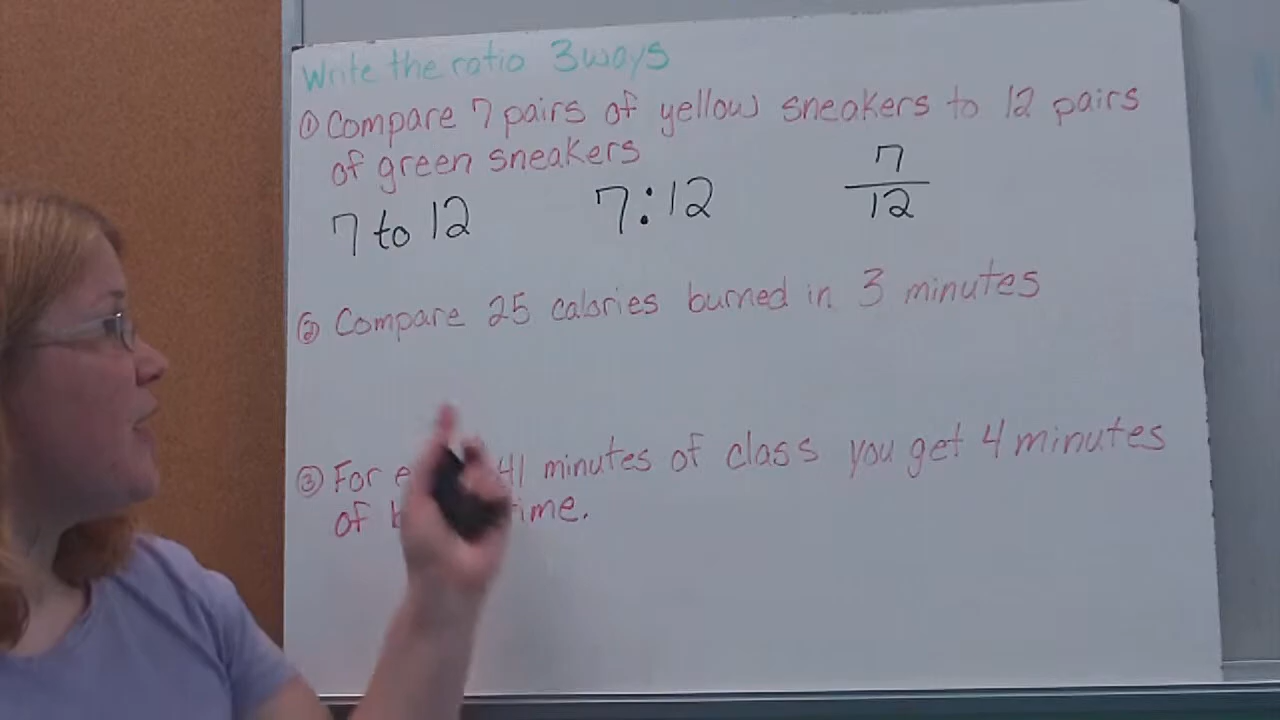 Write the ratio 3 ways
① Compare 7 pairs of yellow sneakers to 12 pairs
of green sneakers
7 to 12 7:12 7/12
② Compare 25 calories burned in 3 minutes
③ For 41 minutes of class you get 4 minutes
of